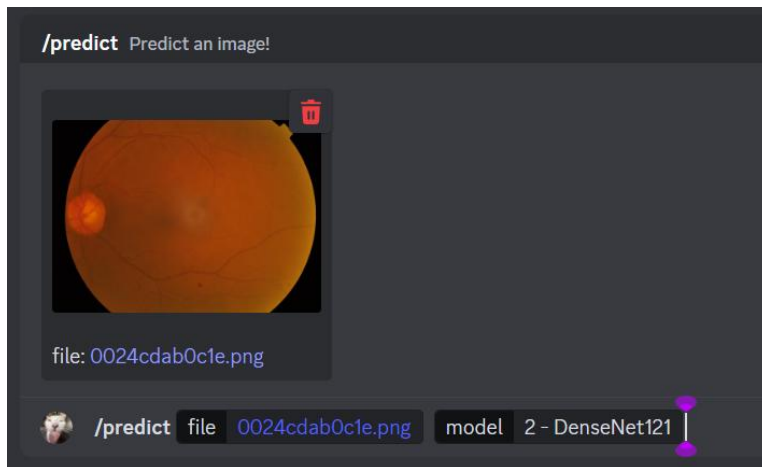 /predict Predict an image!
file: 0024cdab0c1e.png
/predict file 0024cdab0c1e.png model 2 - DenseNet121